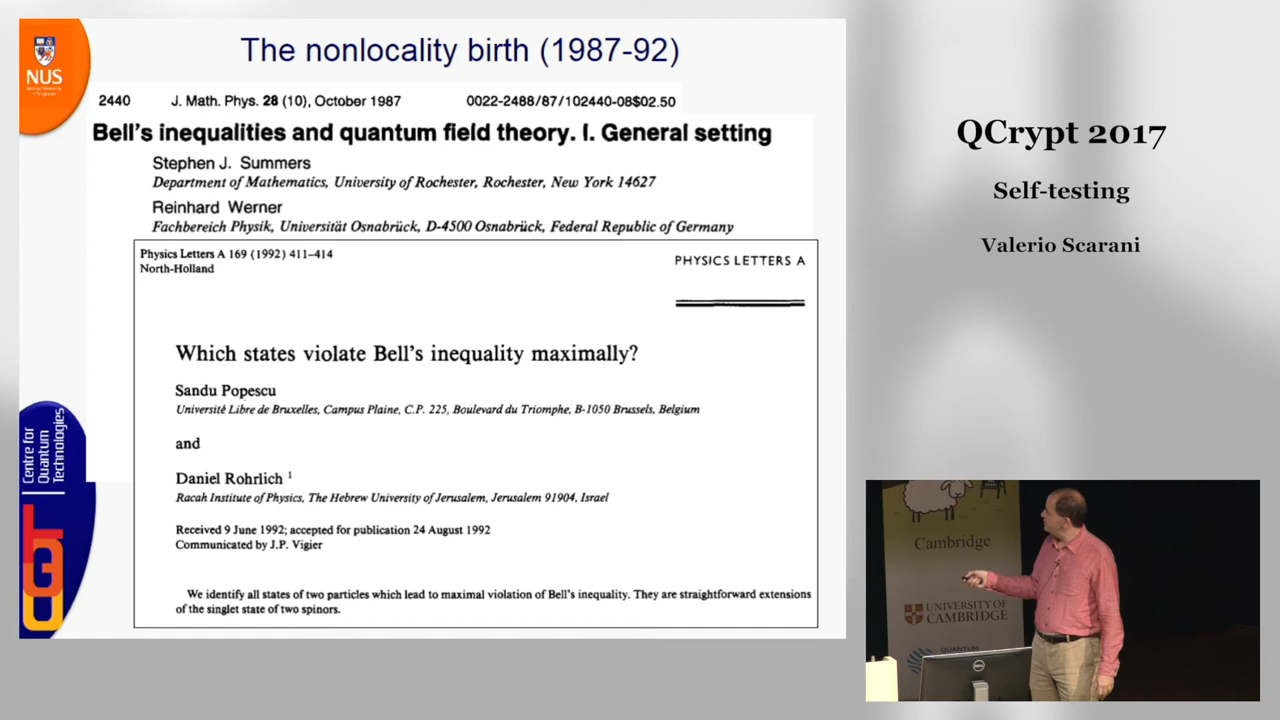 The nonlocality birth (1987-92)
NUS
2440 J. Math. Phys. 28 (10), October 1987 0022-2488/87/102440-08$02.50
Bell's inequalities and quantum field theory. I. General setting
Stephen J. Summers
Department of Mathematics, University of Rochester, Rochester, New York 14627
Reinhard Werner
Fachbereich Physik, Universität Osnabrück, D-4500 Osnabrück, Federal Republic of Germany
Physics Letters A 169 (1992) 411–414
North-Holland
PHYSICS LETTERS A
Which states violate Bell's inequality maximally?
Sandu Popescu
Université Libre de Bruxelles, Campus Plaine, C.P. 225, Boulevard du Triomphe, B-1050 Brussels, Belgium
and
Daniel Rohrlich 1
Racah Institute of Physics, The Hebrew University of Jerusalem, Jerusalem 91904, Israel
Received 9 June 1992; accepted for publication 24 August 1992
Communicated by J.P. Vigier
We identify all states of two particles which lead to maximal violation of Bell's inequality. They are straightforward extensions
of the singlet state of two spinors.
Centre for
Quantum
Technologies
QCrypt 2017
Self-testing
Valerio Scarani
Cambridge
UNIVERSITY OF
CAMBRIDGE
QUANTUM
DELL